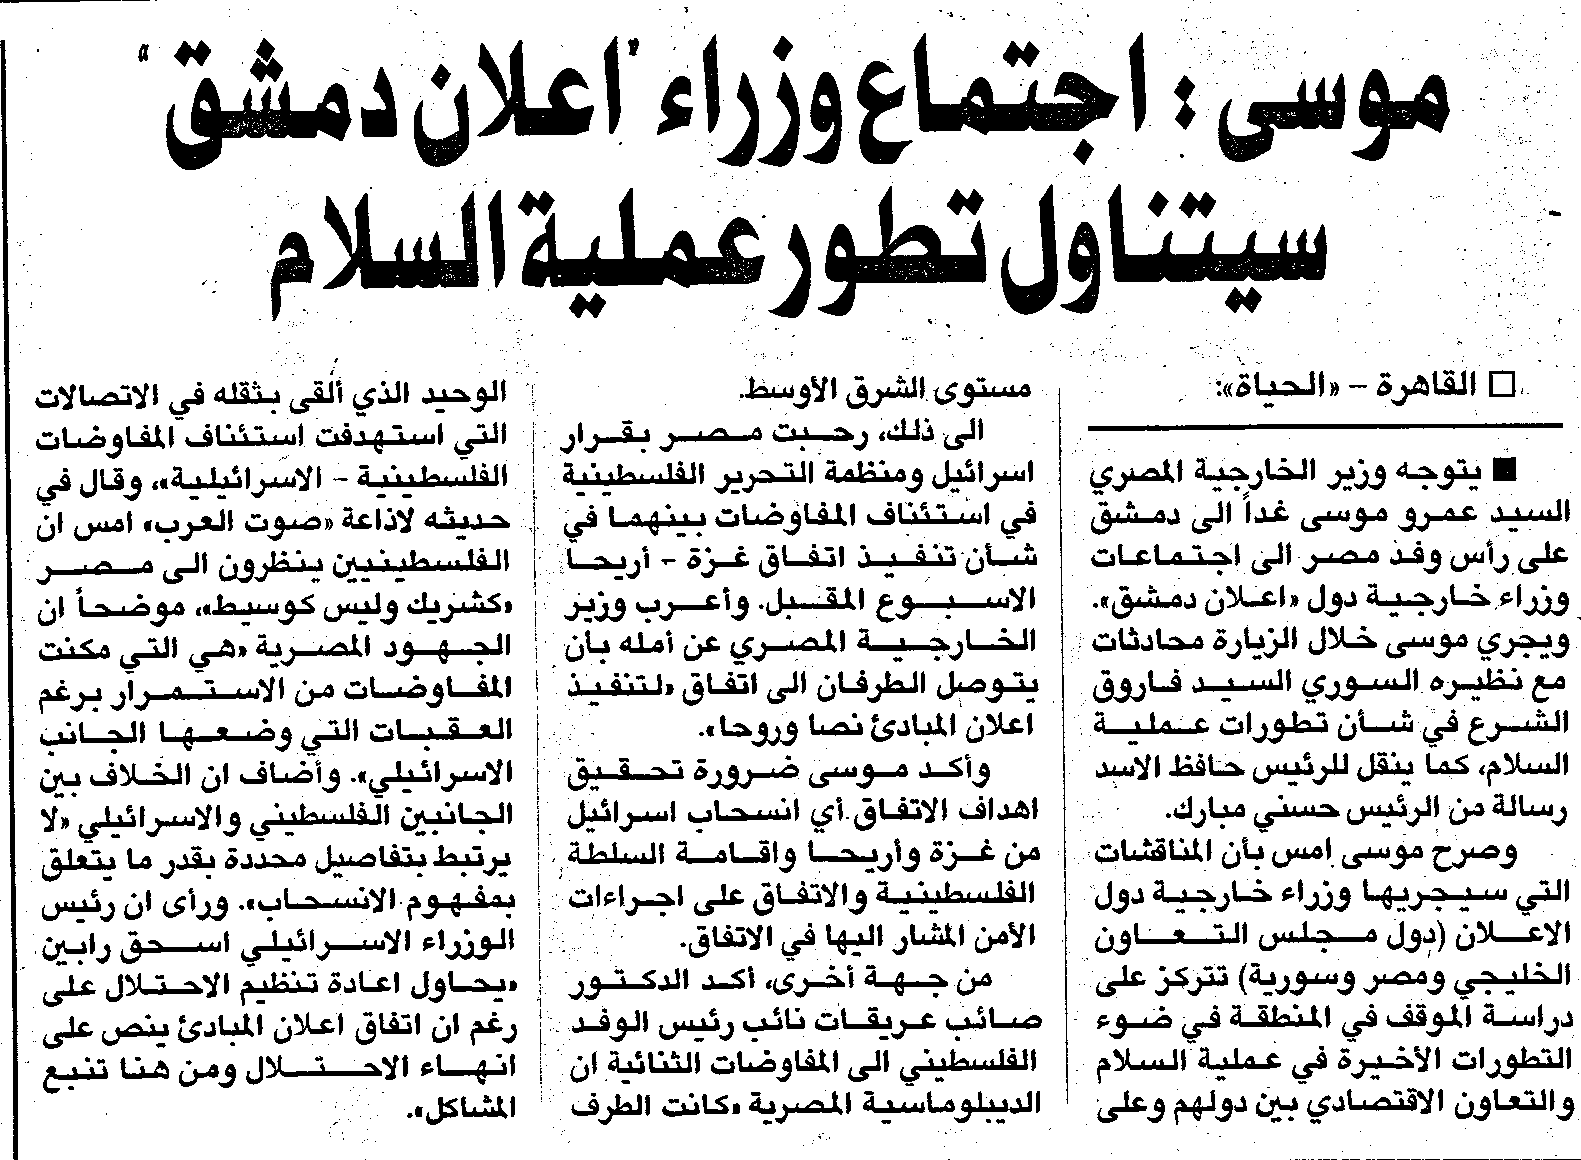 موسى : اجتماع وزراء "اعلان دمشق"
سيتناول تطور عملية السلام
□ القاهرة – «الحياة»:
■ يتوجه وزير الخارجية المصري
السيد عمرو موسى غداً الى دمشق
على رأس وفد مصر الى اجتماعات
وزراء خارجية دول «اعلان دمشق».
ويجري موسى خلال الزيارة محادثات
مع نظيره السوري السيد فاروق
الشرع في شأن تطورات عملية
السلام، كما ينقل للرئيس حافظ الاسد
رسالة من الرئيس حسني مبارك.
وصرح موسى امس بأن المناقشات
التي سيجريها وزراء خارجية دول
الاعلان (دول مجلس التعاون
الخليجي ومصر وسورية) تتركز على
دراسة الموقف في المنطقة في ضوء
التطورات الأخيرة في عملية السلام
والتعاون الاقتصادي بين دولهم وعلى
مستوى الشرق الأوسط.
الى ذلك، رحبت مصر بقرار
اسرائيل ومنظمة التحرير الفلسطينية
في استئناف المفاوضات بينهما في
شأن تنفيذ اتفاق غزة – أريحا
الاسبوع المقبل. وأعرب وزير
الخارجية المصري عن أمله بأن
يتوصل الطرفان الى اتفاق «لتنفيذ
اعلان المبادئ نصا وروحا».
وأكد موسى ضرورة تحقيق
اهداف الاتفاق أي انسحاب اسرائيل
من غزة وأريحا واقامة السلطة
الفلسطينية والاتفاق على اجراءات
الأمن المشار اليها في الاتفاق.
من جهة أخرى، أكد الدكتور
صائب عريقات نائب رئيس الوفد
الفلسطيني الى المفاوضات الثنائية ان
الديبلوماسية المصرية «كانت الطرف
الوحيد الذي ألقى بثقله في الاتصالات
التي استهدفت استئناف المفاوضات
الفلسطينية – الاسرائيلية»، وقال في
حديثه لاذاعة «صوت العرب» امس ان
الفلسطينيين ينظرون الى مصر
«كشريك وليس كوسيط»، موضحاً ان
الجهود المصرية «هي التي مكنت
المفاوضات من الاستمرار برغم
العقبات التي وضعها الجانب
الاسرائيلي». وأضاف ان الخلاف بين
الجانبين الفلسطيني والاسرائيلي «لا
يرتبط بتفاصيل محددة بقدر ما يتعلق
بمفهوم الانسحاب». ورأى ان رئيس
الوزراء الاسرائيلي اسحق رابين
«يحاول اعادة تنظيم الاحتلال على
رغم ان اتفاق اعلان المبادئ ينص على
انهاء الاحتلال ومن هنا تنبع
المشاكل».